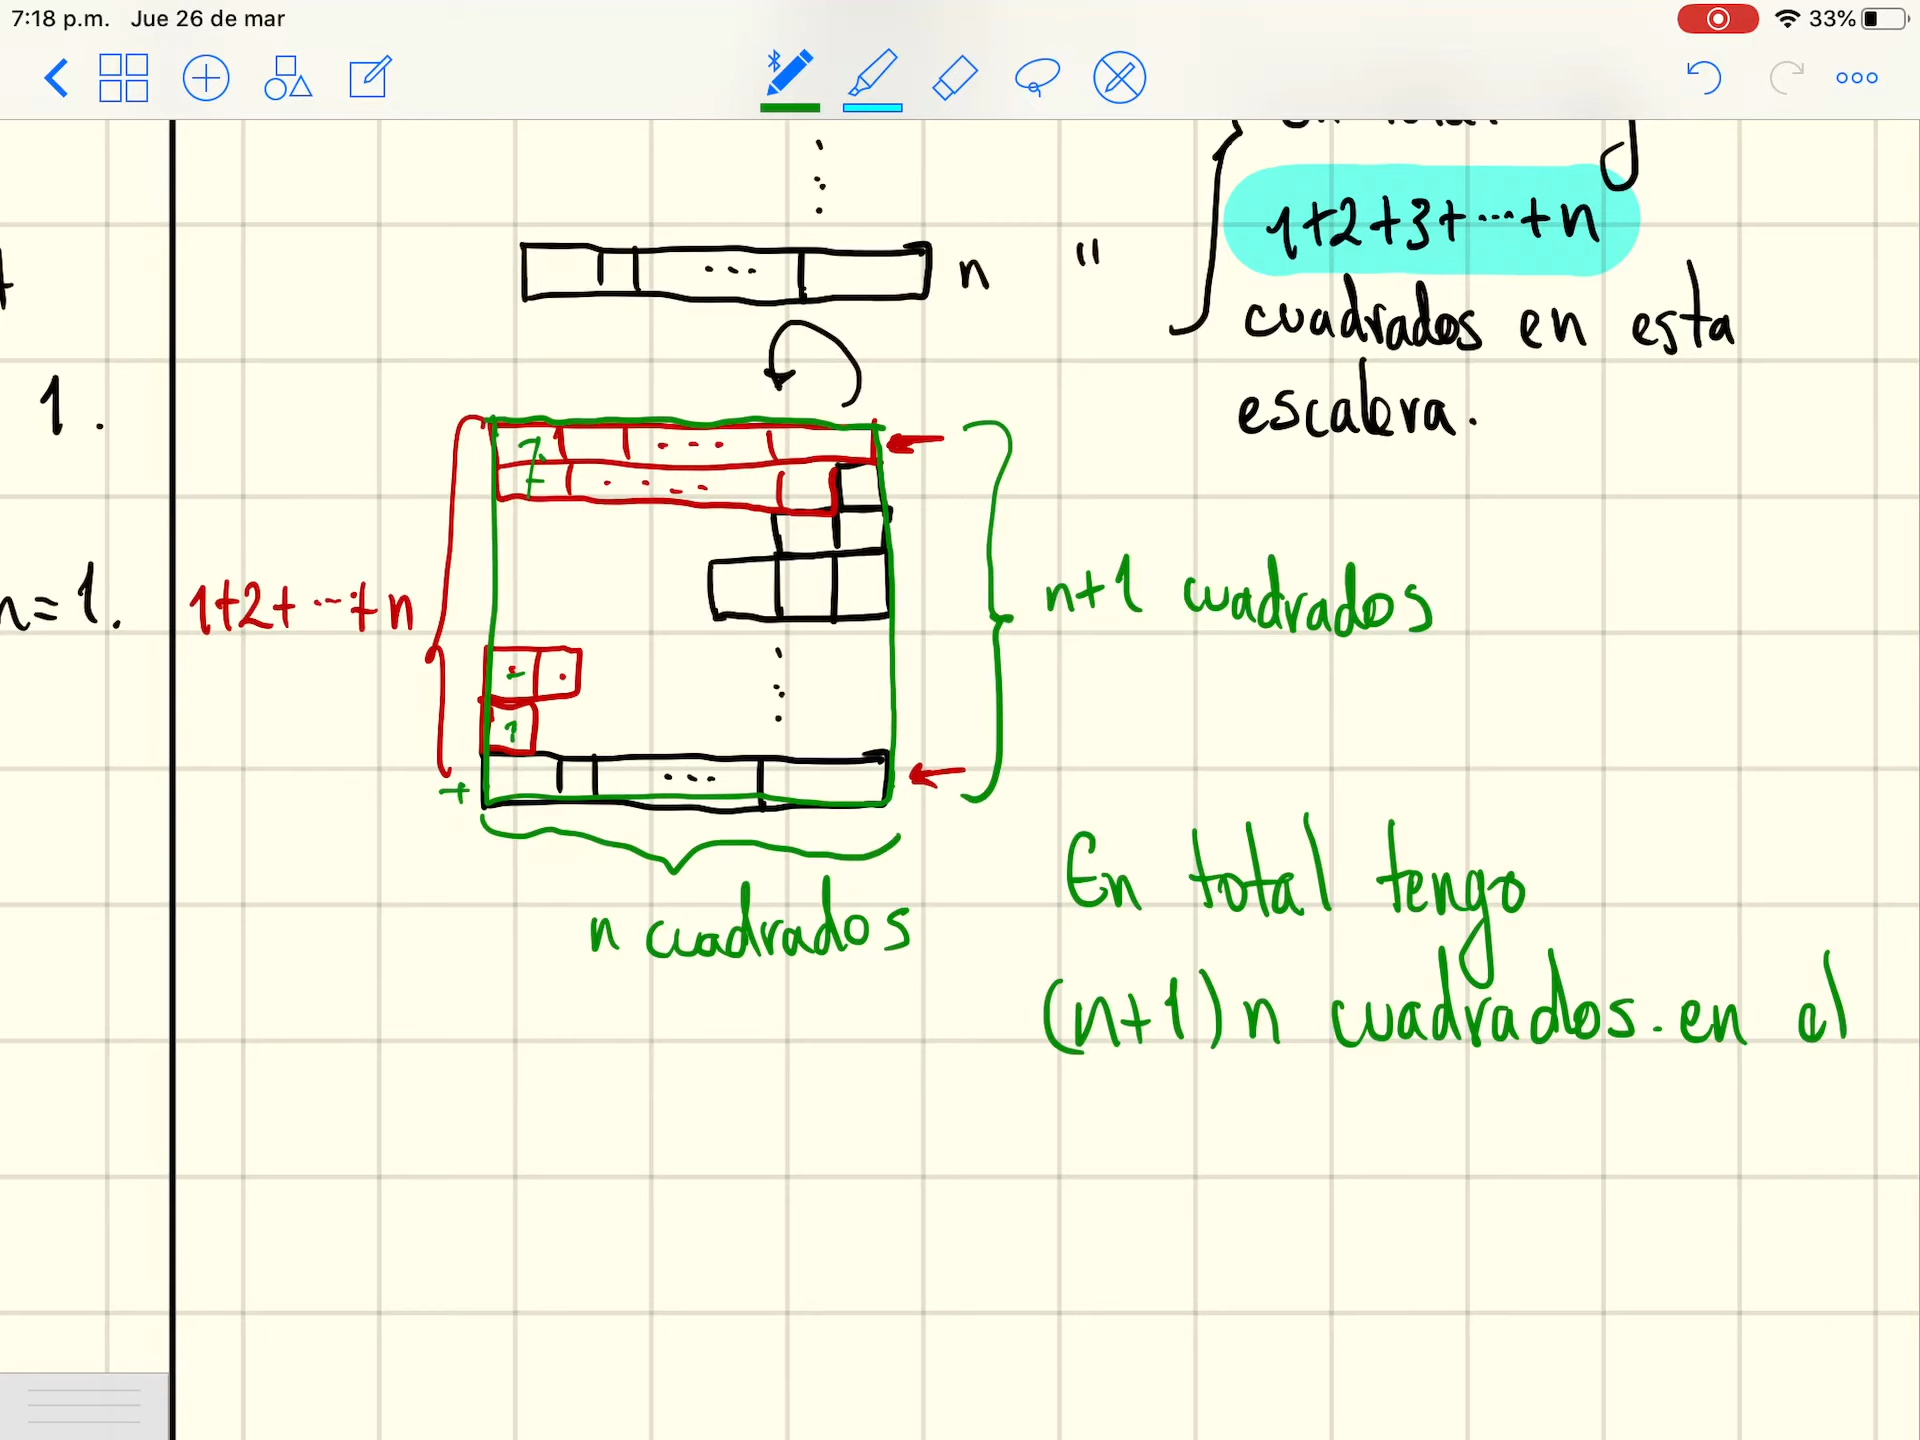 7:18 p.m. Jue 26 de mar
33%
1+2+3+...+n
n "
cuadrados en esta
escalera.
1.
n=1.
1+2+...+n
n+1 cuadrados
n cuadrados
En total tengo
(n+1)n cuadrados. en el